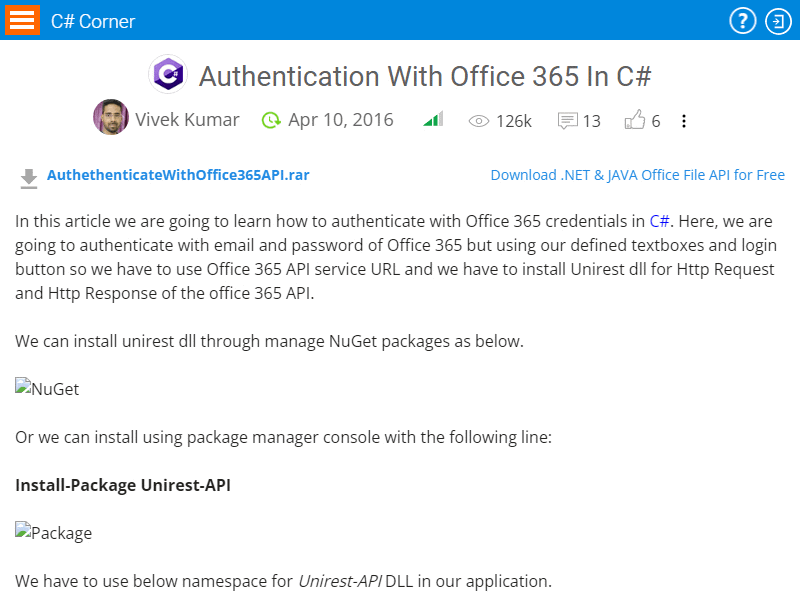 C# Corner
Authentication With Office 365 In C#
Vivek Kumar Apr 10, 2016 126k 13 6
AuthethenticateWithOffice365API.rar Download .NET & JAVA Office File API for Free
In this article we are going to learn how to authenticate with Office 365 credentials in C#. Here, we are
going to authenticate with email and password of Office 365 but using our defined textboxes and login
button so we have to use Office 365 API service URL and we have to install Unirest dll for Http Request
and Http Response of the office 365 API.
We can install unirest dll through manage NuGet packages as below.
NuGet
Or we can install using package manager console with the following line:
Install-Package Unirest-API
Package
We have to use below namespace for Unirest-API DLL in our application.